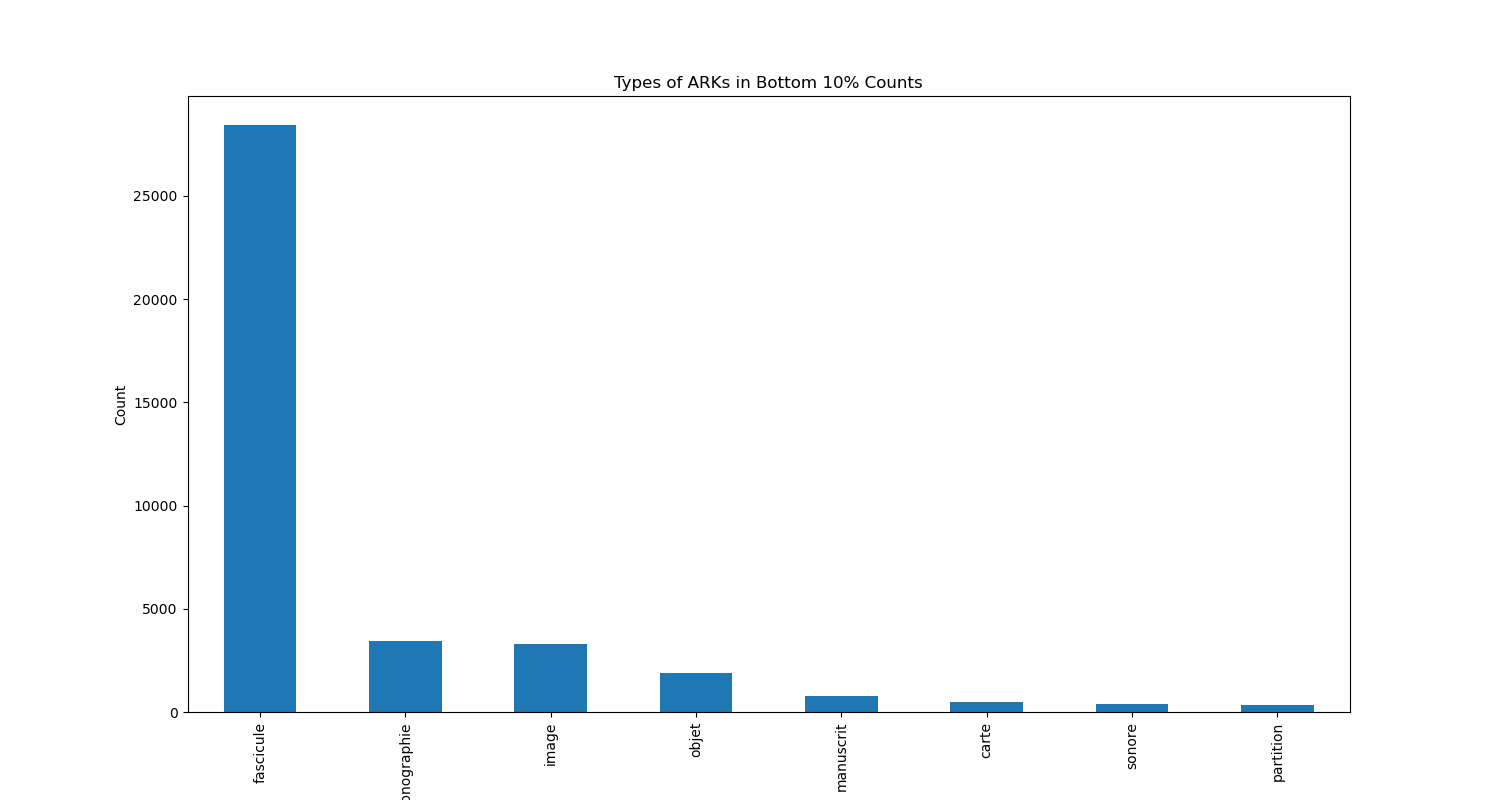 Types of ARKs in Bottom 10% Counts
Count
25000
20000
15000
10000
5000
0
fascicule
onographie
image
objet
manuscrit
carte
sonore
partition